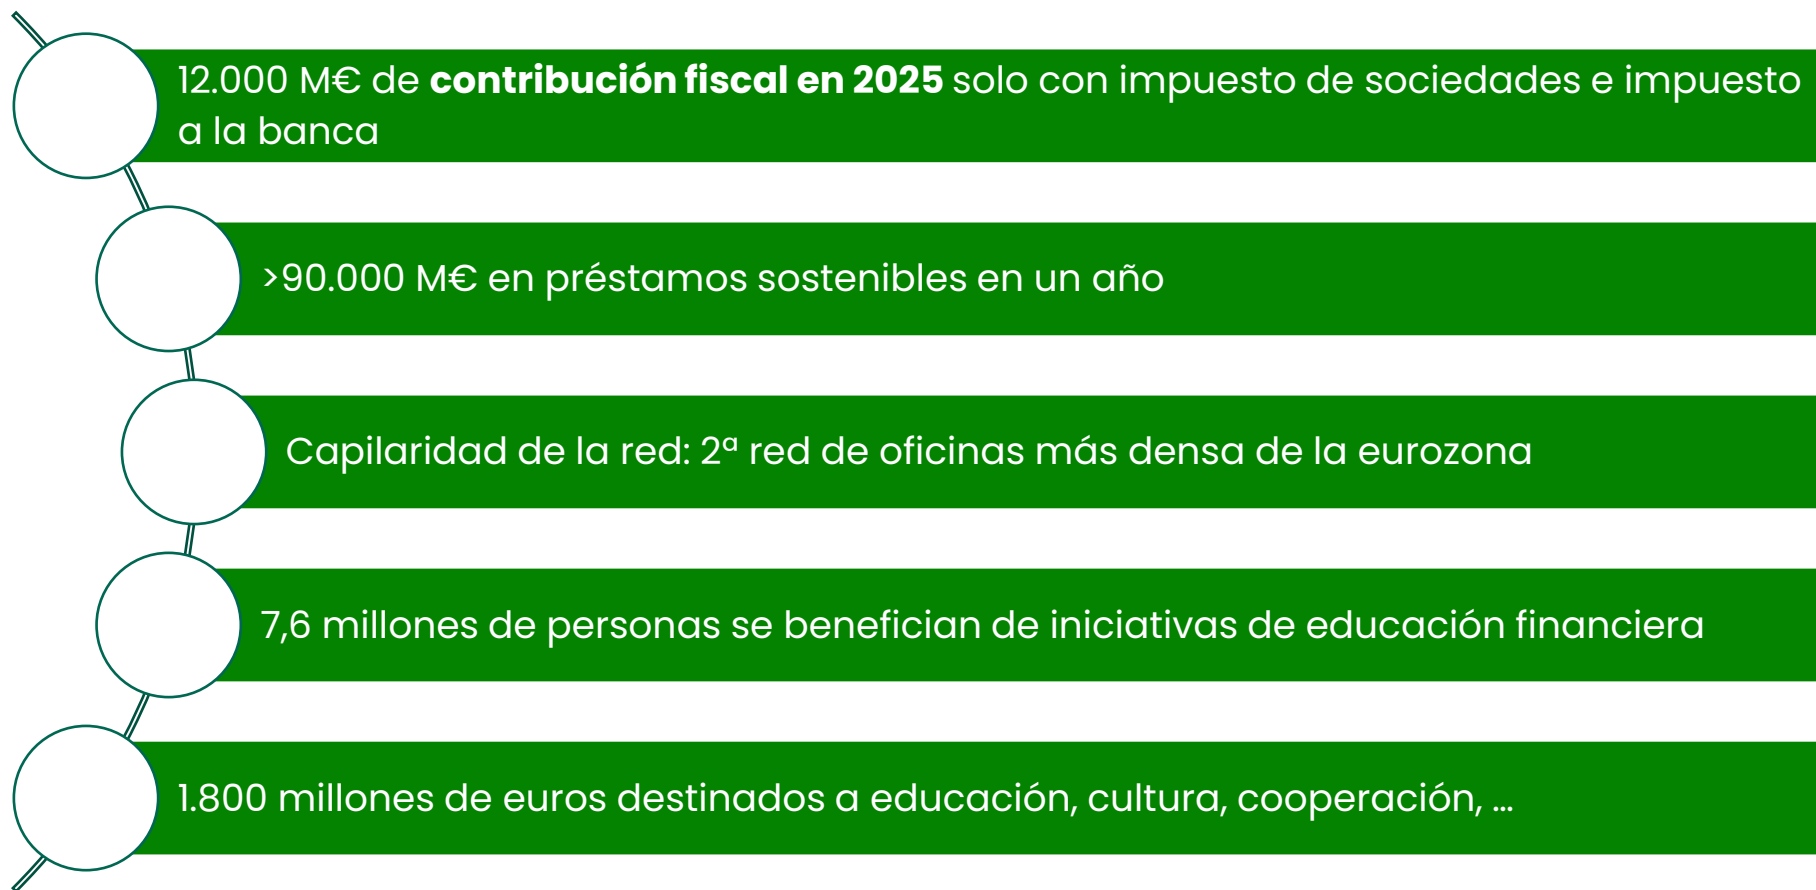 12.000 M€ de contribución fiscal en 2025 solo con impuesto de sociedades e impuesto
a la banca
>90.000 M€ en préstamos sostenibles en un año
Capilaridad de la red: 2ª red de oficinas más densa de la eurozona
7,6 millones de personas se benefician de iniciativas de educación financiera
1.800 millones de euros destinados a educación, cultura, cooperación, ...